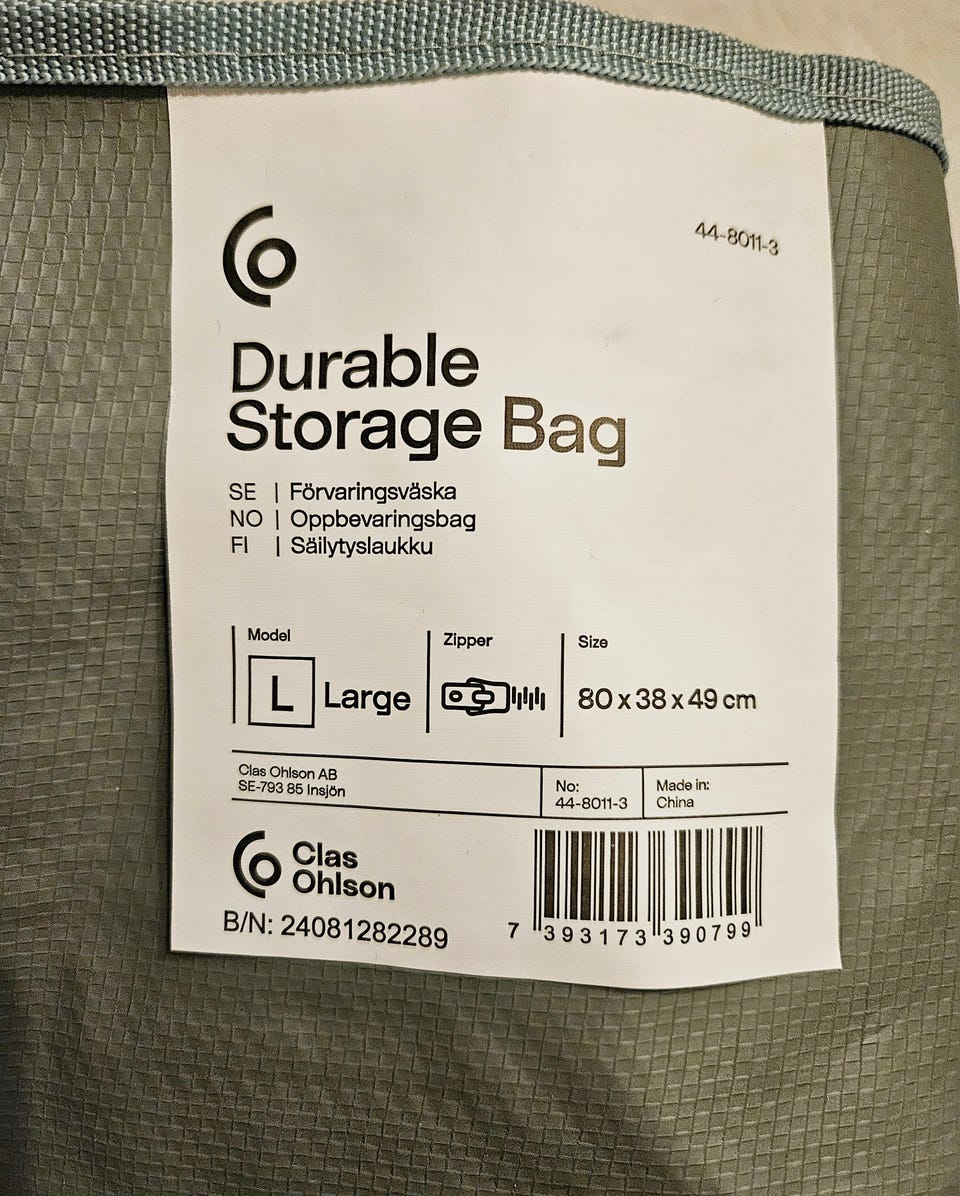 44-8011-3
Durable
Storage Bag
SE | Förvaringsväska
NO | Oppbevaringsbag
FI | Säilytyslaukku
Model
L Large
Zipper
Size
80 x 38 x 49 cm
Clas Ohlson AB
SE-793 85 Insjön
No:
44-8011-3
Made in:
China
Clas
Ohlson
B/N: 24081282289
7 393173 390799